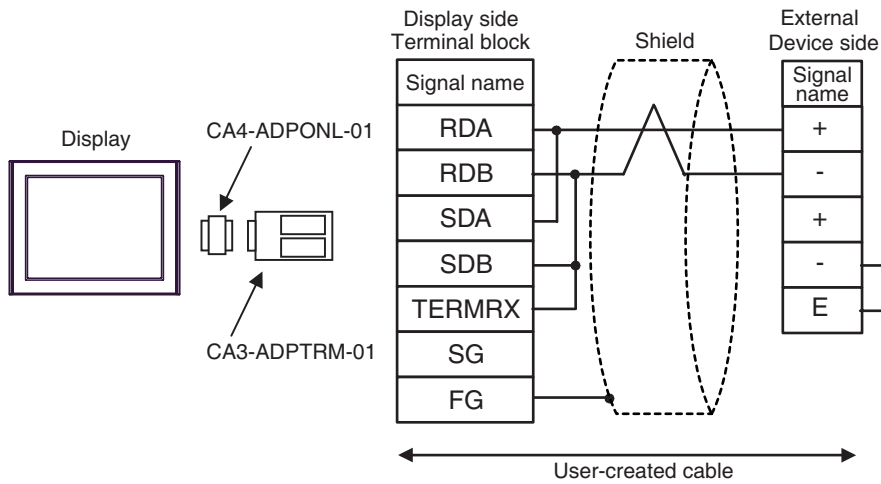 Display
CA4-ADPONL-01
CA3-ADPTRM-01
Display side
Terminal block
Signal name
RDA
RDB
SDA
SDB
TERMRX
SG
FG
Shield
External
Device side
Signal
name
+
-
+
-
E
User-created cable